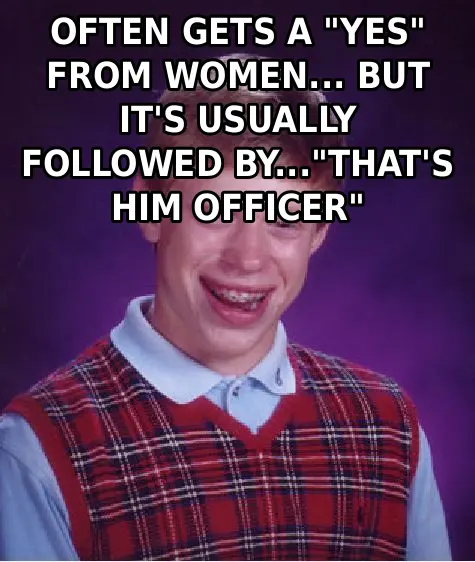 OFTEN GETS A "YES"
FROM WOMEN... BUT
IT'S USUALLY
FOLLOWED BY..."THAT'S
HIM OFFICER"